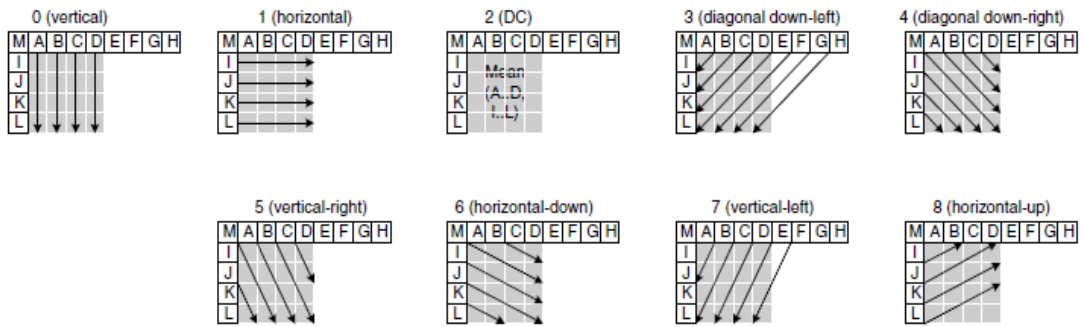 0 (vertical)
M A B C D E F G H
I
J
K
L
1 (horizontal)
M A B C D E F G H
I
J
K
L
2 (DC)
M A B C D E F G H
I
J
K
L
Mean
(A..D,
I..L)
3 (diagonal down-left)
M A B C D E F G H
I
J
K
L
4 (diagonal down-right)
M A B C D E F G H
I
J
K
L
5 (vertical-right)
M A B C D E F G H
I
J
K
L
6 (horizontal-down)
M A B C D E F G H
I
J
K
L
7 (vertical-left)
M A B C D E F G H
I
J
K
L
8 (horizontal-up)
M A B C D E F G H
I
J
K
L